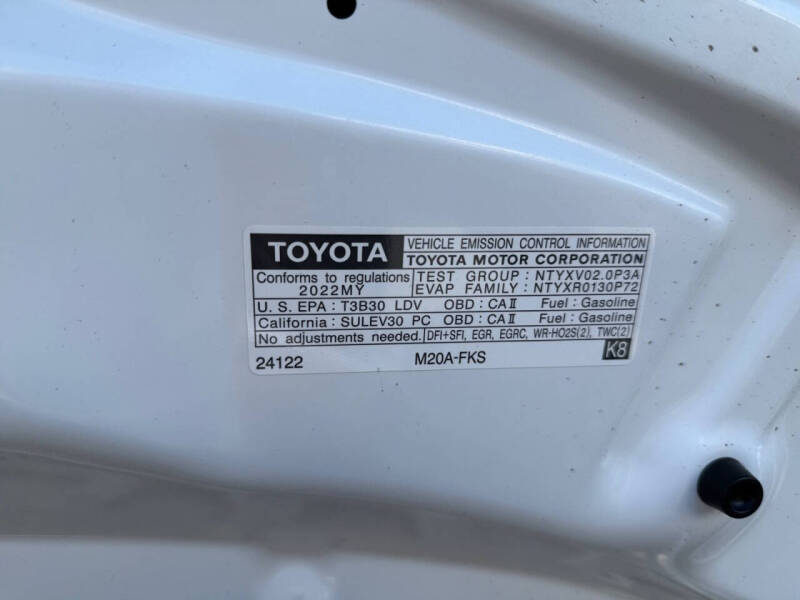 TOYOTA VEHICLE EMISSION CONTROL INFORMATION
TOYOTA MOTOR CORPORATION
Conforms to regulations TEST GROUP : NTYXV02.0P3A
2022MY EVAP FAMILY : NTYXR0130P72
U. S. EPA : T3B30 LDV OBD : CAⅡ Fuel : Gasoline
California : SULEV30 PC OBD : CAⅡ Fuel : Gasoline
No adjustments needed. DFI+SFI, EGR, EGRC, WR-HO2S(2), TWC(2)
24122 M20A-FKS K8